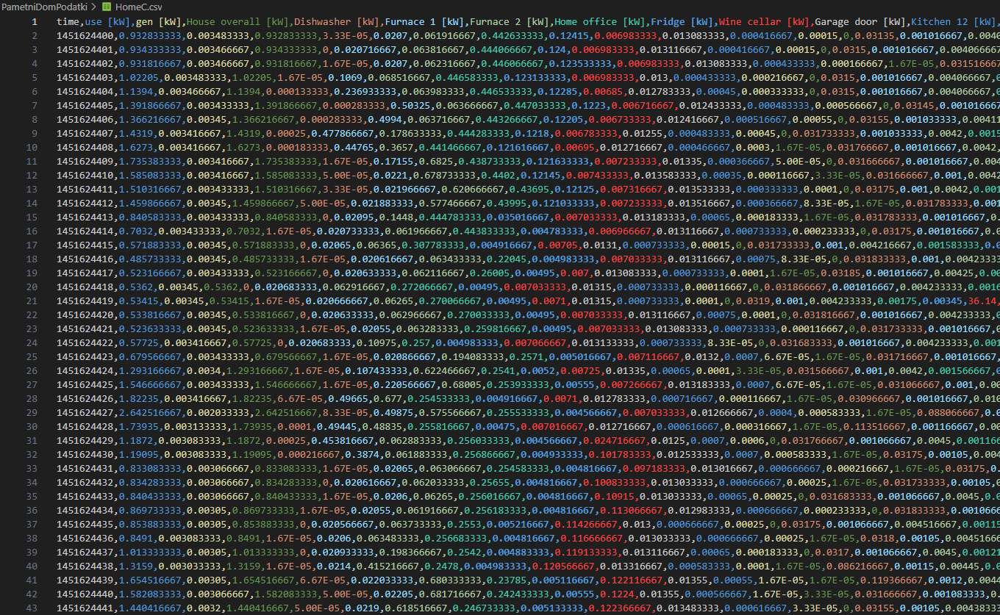 PametniDomPodatki > HomeC.csv
1 time,use [kW],gen [kW],House overall [kW],Dishwasher [kW],Furnace 1 [kW],Furnace 2 [kW],Home office [kW],Fridge [kW],Wine cellar [kW],Garage door [kW],Kitchen 12 [kW],
2 1451624400,0.932833333,0.003483333,0.932833333,3.33E-05,0.0207,0.061916667,0.442633333,0.12415,0.006983333,0.013083333,0.000416667,0.00015,0,0.03135,0.001016667,0.0040
3 1451624401,0.934333333,0.003466667,0.934333333,0,0.020716667,0.063816667,0.444066667,0.124,0.006983333,0.013116667,0.000416667,0.00015,0,0.0315,0.001016667,0.004066667
4 1451624402,0.931816667,0.003466667,0.931816667,1.67E-05,0.0207,0.062316667,0.446066667,0.123533333,0.006983333,0.013083333,0.000433333,0.000166667,1.67E-05,0.031516667
5 1451624403,1.02205,0.003483333,1.02205,1.67E-05,0.1069,0.068516667,0.446583333,0.123133333,0.006983333,0.013,0.000433333,0.000216667,0,0.0315,0.001016667,0.004066667,0
6 1451624404,1.1394,0.003466667,1.1394,0.000133333,0.236933333,0.063983333,0.446533333,0.12285,0.00685,0.012783333,0.00045,0.000333333,0,0.0315,0.001016667,0.004066667,0
7 1451624405,1.391866667,0.003433333,1.391866667,0.000283333,0.50325,0.063666667,0.447033333,0.1223,0.006716667,0.012433333,0.000483333,0.000566667,0,0.03145,0.001016667
8 1451624406,1.366216667,0.00345,1.366216667,0.000283333,0.4994,0.063716667,0.443266667,0.12205,0.006733333,0.012416667,0.000516667,0.00055,0,0.03155,0.001033333,0.00411
9 1451624407,1.4319,0.003416667,1.4319,0.00025,0.477866667,0.178633333,0.444283333,0.1218,0.006783333,0.01255,0.000483333,0.00045,0,0.031733333,0.001033333,0.0042,0.0015
10 1451624408,1.6273,0.003416667,1.6273,0.000183333,0.44765,0.3657,0.441466667,0.121616667,0.00695,0.012716667,0.000466667,0.0003,1.67E-05,0.031766667,0.001016667,0.0042,
11 1451624409,1.735383333,0.003416667,1.735383333,1.67E-05,0.17155,0.6825,0.438733333,0.121633333,0.007233333,0.01335,0.000366667,5.00E-05,0,0.031666667,0.001016667,0.004
12 1451624410,1.585083333,0.003416667,1.585083333,5.00E-05,0.0221,0.678733333,0.4402,0.12145,0.007433333,0.013583333,0.00035,0.000116667,3.33E-05,0.031666667,0.001,0.0042
13 1451624411,1.510316667,0.003433333,1.510316667,3.33E-05,0.021966667,0.620666667,0.43695,0.12125,0.007316667,0.013533333,0.000333333,0.0001,0,0.03175,0.001,0.0042,0.001
14 1451624412,1.459866667,0.00345,1.459866667,5.00E-05,0.021883333,0.577466667,0.43995,0.121033333,0.007233333,0.013516667,0.000366667,8.33E-05,1.67E-05,0.031783333,0.001
15 1451624413,0.840583333,0.003433333,0.840583333,0,0.02095,0.1448,0.444783333,0.035016667,0.007033333,0.013183333,0.00065,0.000183333,1.67E-05,0.031783333,0.001016667,0.
16 1451624414,0.7032,0.003433333,0.7032,1.67E-05,0.020733333,0.061966667,0.443833333,0.004783333,0.006966667,0.013116667,0.000733333,0.000233333,0,0.03175,0.001016667,0.0
17 1451624415,0.571883333,0.00345,0.571883333,0,0.02065,0.06365,0.307783333,0.004916667,0.00705,0.0131,0.000733333,0.00015,0,0.031733333,0.001,0.004216667,0.001583333,0.
18 1451624416,0.485733333,0.00345,0.485733333,1.67E-05,0.020616667,0.063433333,0.22045,0.004983333,0.007033333,0.013116667,0.00075,8.33E-05,0,0.031833333,0.001,0.00423333
19 1451624417,0.523166667,0.003433333,0.523166667,0,0.020633333,0.062116667,0.26005,0.00495,0.007,0.013083333,0.000733333,0.0001,1.67E-05,0.03185,0.001016667,0.00425,0.00
20 1451624418,0.5362,0.00345,0.5362,0,0.020683333,0.062916667,0.272066667,0.00495,0.007033333,0.01315,0.000733333,0.000116667,0,0.031866667,0.001016667,0.004233333,0.0016
21 1451624419,0.53415,0.00345,0.53415,1.67E-05,0.020666667,0.06265,0.270066667,0.00495,0.0071,0.01315,0.000733333,0.0001,0,0.0319,0.001,0.004233333,0.00175,0.00345,36.14,
22 1451624420,0.533816667,0.00345,0.533816667,0,0.020633333,0.062966667,0.270033333,0.00495,0.007033333,0.013116667,0.00075,0.0001,0,0.031816667,0.001016667,0.004233333,0
23 1451624421,0.523633333,0.00345,0.523633333,1.67E-05,0.02055,0.063283333,0.259816667,0.00495,0.007033333,0.013083333,0.000733333,0.000116667,0,0.031733333,0.001016667,0
24 1451624422,0.57725,0.003416667,0.57725,0,0.020683333,0.10975,0.257,0.004983333,0.007066667,0.013133333,0.000733333,8.33E-05,0,0.031683333,0.001016667,0.004233333,0.001
25 1451624423,0.679566667,0.003433333,0.679566667,1.67E-05,0.020866667,0.194083333,0.2571,0.005016667,0.007116667,0.0132,0.0007,6.67E-05,1.67E-05,0.031716667,0.001016667,
26 1451624424,1.293166667,0.0034,1.293166667,1.67E-05,0.107433333,0.622466667,0.2541,0.0052,0.00725,0.01335,0.00065,0.0001,3.33E-05,0.031566667,0.001,0.0042,0.001566667,0
27 1451624425,1.546666667,0.003433333,1.546666667,1.67E-05,0.220566667,0.68005,0.253933333,0.00555,0.007266667,0.013183333,0.0007,6.67E-05,1.67E-05,0.031066667,0.001,0.00
28 1451624426,1.82235,0.003416667,1.82235,6.67E-05,0.49665,0.677,0.254533333,0.004916667,0.0071,0.012783333,0.000716667,0.000116667,1.67E-05,0.030966667,0.001016667,0.010
29 1451624427,2.642516667,0.002033333,2.642516667,8.33E-05,0.49875,0.575566667,0.255533333,0.004566667,0.007033333,0.012666667,0.0004,0.000583333,1.67E-05,0.088066667,0.0
30 1451624428,1.73935,0.003133333,1.73935,0.0001,0.49445,0.48835,0.255816667,0.00475,0.007016667,0.012716667,0.000616667,0.000316667,1.67E-05,0.113516667,0.001166667,0.00
31 1451624429,1.1872,0.003083333,1.1872,0.00025,0.453816667,0.062883333,0.256033333,0.004566667,0.024716667,0.0125,0.0007,0.0006,0,0.031766667,0.001066667,0.0045,0.00116
32 1451624430,1.19095,0.003083333,1.19095,0.000216667,0.3874,0.061883333,0.256866667,0.004933333,0.101783333,0.012533333,0.0007,0.000583333,1.67E-05,0.03175,0.00105,0.004
33 1451624431,0.833083333,0.003066667,0.833083333,1.67E-05,0.02065,0.063066667,0.254583333,0.004816667,0.097183333,0.013016667,0.000666667,0.000216667,1.67E-05,0.03175,0.
34 1451624432,0.834283333,0.003066667,0.834283333,0,0.020616667,0.062033333,0.25655,0.004816667,0.100833333,0.013033333,0.000666667,0.00025,1.67E-05,0.031733333,0.00105,0
35 1451624433,0.840433333,0.003066667,0.840433333,1.67E-05,0.0206,0.06265,0.256016667,0.004816667,0.10915,0.013033333,0.00065,0.00025,0,0.031683333,0.001066667,0.0045,0.0
36 1451624434,0.869733333,0.00305,0.869733333,1.67E-05,0.02055,0.061916667,0.256183333,0.004816667,0.113066667,0.012983333,0.000666667,0.000233333,0,0.031833333,0.0010666
37 1451624435,0.853883333,0.00305,0.853883333,0,0.020566667,0.063733333,0.2553,0.005216667,0.114266667,0.013,0.000666667,0.00025,0,0.03175,0.001066667,0.004516667,0.00115
38 1451624436,0.8491,0.003083333,0.8491,1.67E-05,0.0206,0.063483333,0.256683333,0.004816667,0.116666667,0.013033333,0.000666667,0.00025,1.67E-05,0.0318,0.00105,0.00451666
39 1451624437,1.013333333,0.00305,1.013333333,0,0.020933333,0.198366667,0.2542,0.004883333,0.119133333,0.013116667,0.00065,0.000183333,0,0.0317,0.001066667,0.0045,0.00121
40 1451624438,1.3159,0.003033333,1.3159,1.67E-05,0.0214,0.415216667,0.2478,0.004983333,0.120566667,0.013316667,0.000583333,0.0001,1.67E-05,0.086216667,0.00115,0.00445,0.0
41 1451624439,1.654516667,0.00305,1.654516667,6.67E-05,0.022033333,0.680333333,0.23785,0.005116667,0.122116667,0.01355,0.00055,1.67E-05,1.67E-05,0.119366667,0.0012,0.0044
42 1451624440,1.582083333,0.003066667,1.582083333,5.00E-05,0.02205,0.681716667,0.242433333,0.00555,0.1224,0.01355,0.000566667,1.67E-05,3.33E-05,0.031666667,0.001083333,0.
43 1451624441,1.440416667,0.0032,1.440416667,5.00E-05,0.0219,0.618516667,0.246733333,0.005133333,0.122366667,0.013483333,0.000616667,3.33E-05,0,0.03155,0.00105,0.00438333